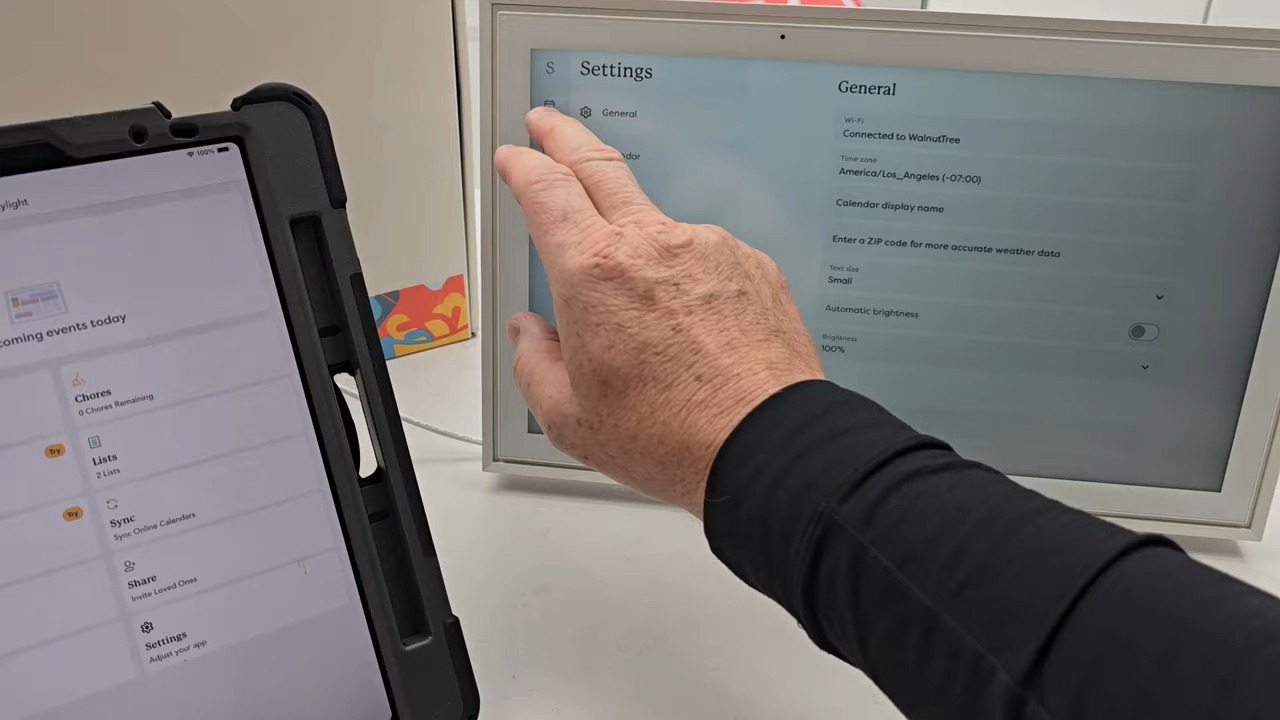 100%
ylight
coming events today
Chores
0 Chores Remaining
Try
Lists
2 Lists
Try
Sync
Sync Online Calendars
Share
Invite Loved Ones
Settings
Adjust your app
S
Settings
General
dar
General
Wi-Fi
Connected to WalnutTree
Time zone
America/Los_Angeles (-07:00)
Calendar display name
Enter a ZIP code for more accurate weather data
Text size
Small
Automatic brightness
Brightness
100%